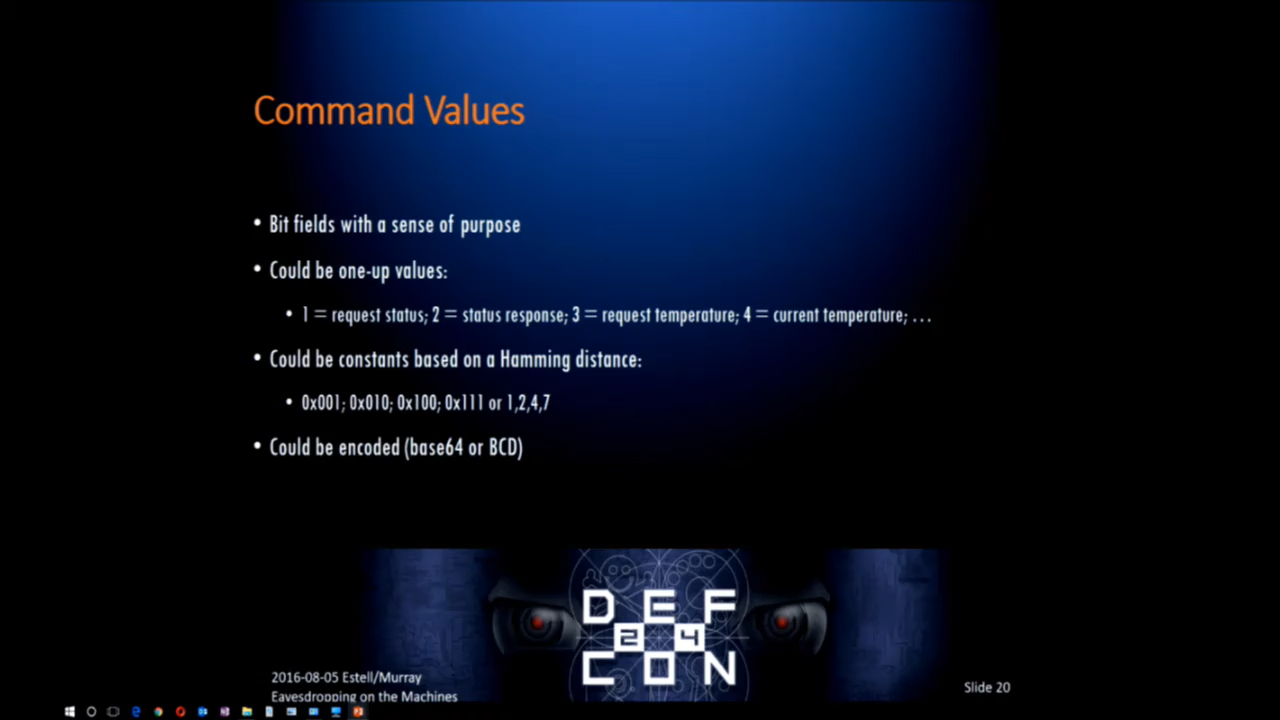 Command Values
• Bit fields with a sense of purpose
• Could be one-up values:
• 1 = request status; 2 = status response; 3 = request temperature; 4 = current temperature; …
• Could be constants based on a Hamming distance:
• 0x001; 0x010; 0x100; 0x111 or 1,2,4,7
• Could be encoded (base64 or BCD)
DEF
24
CON
2016-08-05 Estell/Murray
Eavesdropping on the Machines
Slide 20